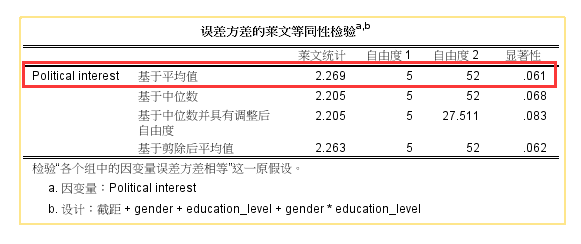 误差方差的莱文等同性检验a,b
莱文统计 自由度 1 自由度 2 显著性
Political interest 基于平均值 2.269 5 52 .061
基于中位数 2.205 5 52 .068
基于中位数并具有调整后
自由度 2.205 5 27.511 .083
基于剪除后平均值 2.263 5 52 .062
检验“各个组中的因变量误差方差相等”这一原假设。
a. 因变量：Political interest
b. 设计：截距 + gender + education_level + gender * education_level